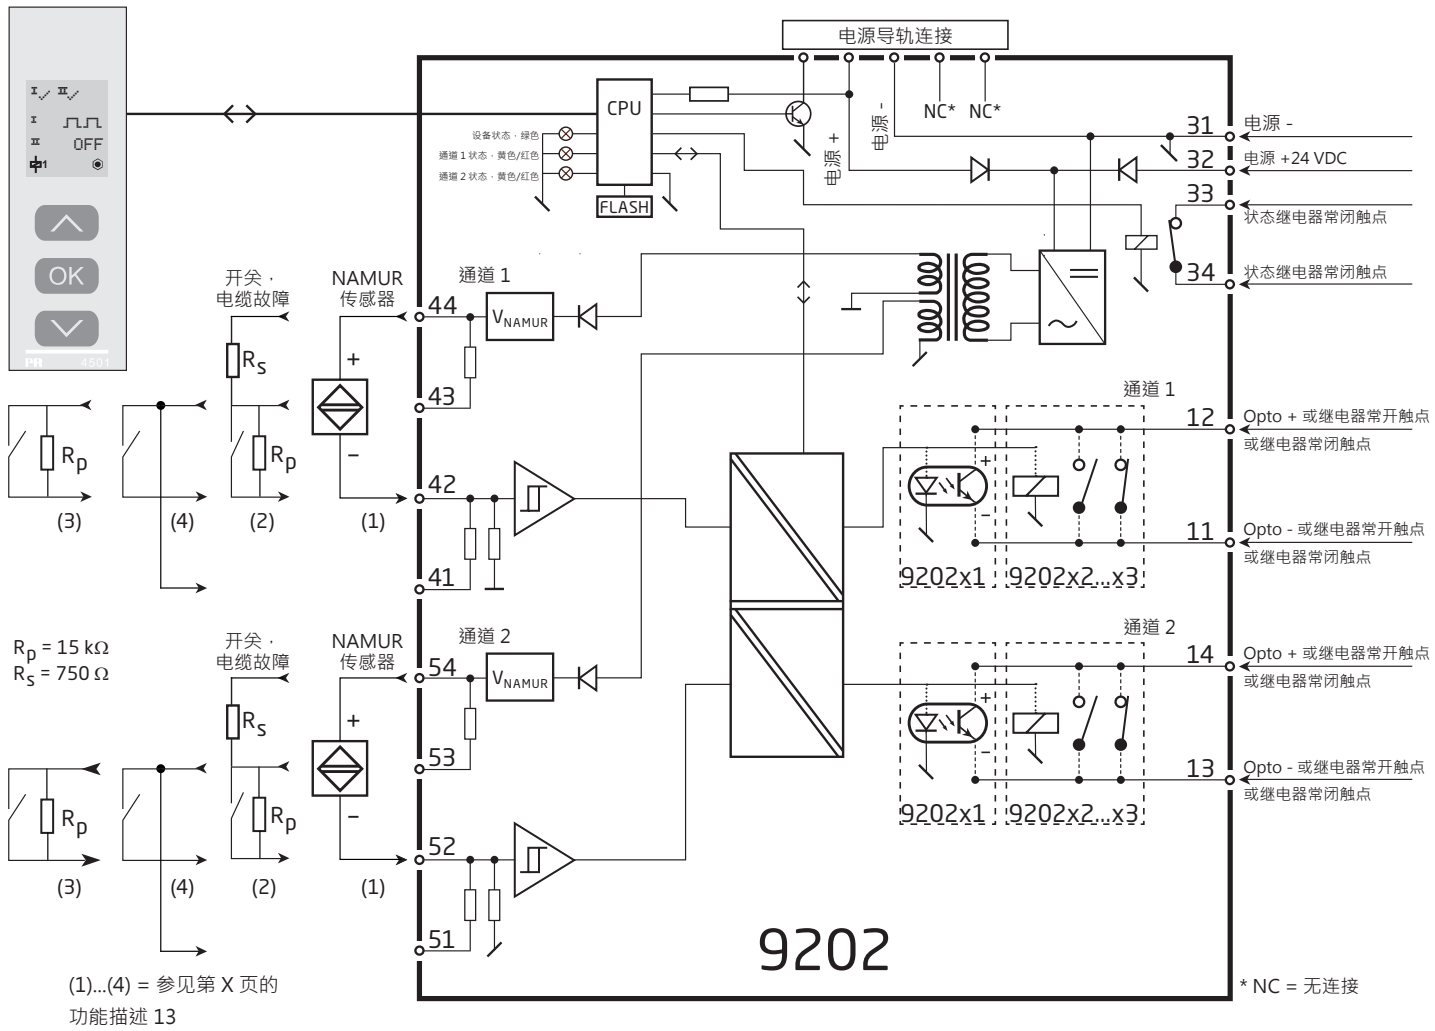 电源导轨连接
I II
I
II OFF
1
OK
PR 4501
CPU
FLASH
设备状态 · 绿色
通道 1 状态 · 黄色/红色
通道 2 状态 · 黄色/红色
NC* NC*
电源 +
电源 -
31 电源 -
32 电源 +24 VDC
33
状态继电器常闭触点
34 状态继电器常闭触点
开关 ·
电缆故障
NAMUR
传感器
通道 1
44
VNAMUR
Rs
+
43
Rp
Rp
−
42
(3) (4) (2) (1)
41
通道 1
12 Opto + 或继电器常开触点
或继电器常闭触点
+
−
11 Opto - 或继电器常开触点
或继电器常闭触点
9202x1 9202x2...x3
Rp = 15 kΩ
Rs = 750 Ω
开关 ·
电缆故障
NAMUR
传感器
通道 2
54
VNAMUR
Rs
+
53
Rp
Rp
−
52
(3) (4) (2) (1)
51
通道 2
14 Opto + 或继电器常开触点
或继电器常闭触点
+
−
13 Opto - 或继电器常开触点
或继电器常闭触点
9202x1 9202x2...x3
9202
(1)...(4) = 参见第 X 页的
功能描述 13
* NC = 无连接